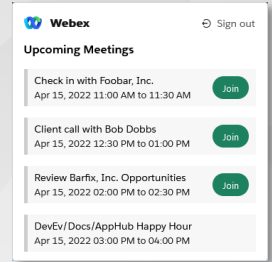 Webex
Sign out
Upcoming Meetings
Check in with Foobar, Inc.
Apr 15, 2022 11:00 AM to 11:30 AM
Join
Client call with Bob Dobbs
Apr 15, 2022 12:30 PM to 01:00 PM
Join
Review Barfix, Inc. Opportunities
Apr 15, 2022 02:00 PM to 02:30 PM
Join
DevEv/Docs/AppHub Happy Hour
Apr 15, 2022 03:00 PM to 04:00 PM